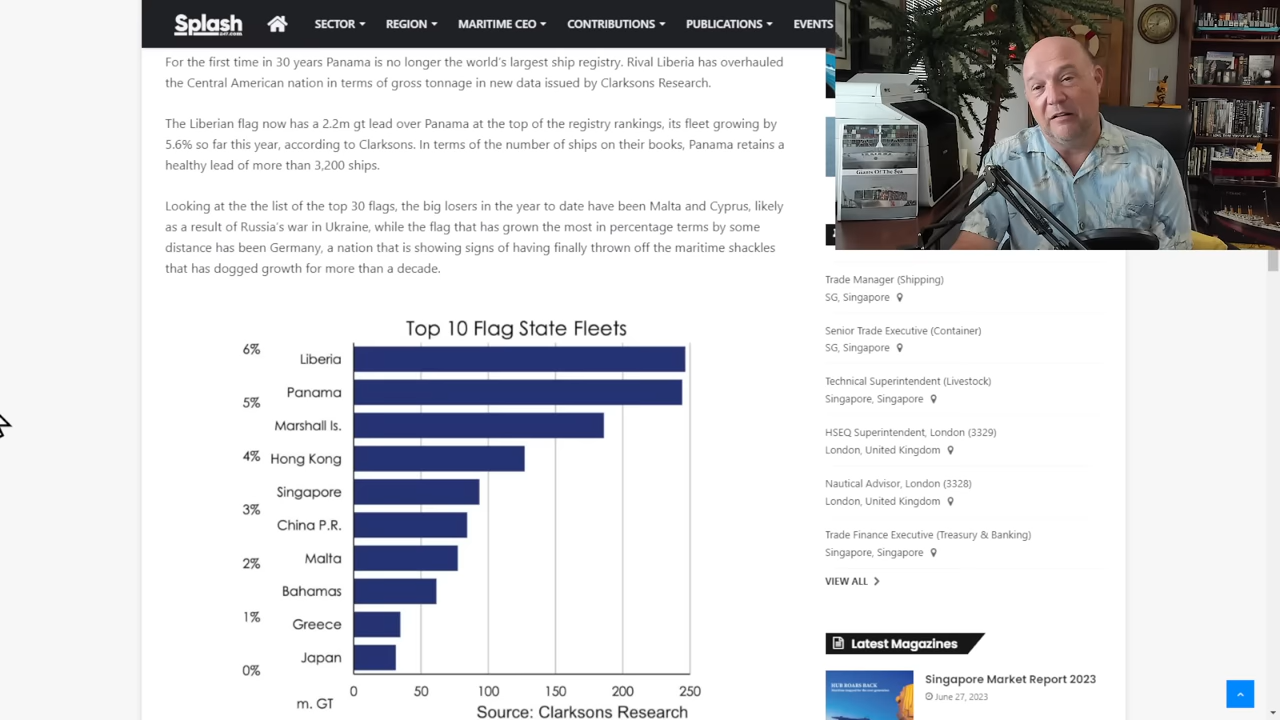 Splash
247.COM
SECTOR
REGION
MARITIME CEO
CONTRIBUTIONS
PUBLICATIONS
EVENTS
For the first time in 30 years Panama is no longer the world's largest ship registry. Rival Liberia has overhauled
the Central American nation in terms of gross tonnage in new data issued by Clarksons Research.
The Liberian flag now has a 2.2m gt lead over Panama at the top of the registry rankings, its fleet growing by
5.6% so far this year, according to Clarksons. In terms of the number of ships on their books, Panama retains a
healthy lead of more than 3,200 ships.
Looking at the the list of the top 30 flags, the big losers in the year to date have been Malta and Cyprus, likely
as a result of Russia's war in Ukraine, while the flag that has grown the most in percentage terms by some
distance has been Germany, a nation that is showing signs of having finally thrown off the maritime shackles
that has dogged growth for more than a decade.
Top 10 Flag State Fleets
6%
Liberia
Panama
5%
Marshall Is.
4%
Hong Kong
Singapore
3%
China P.R.
Malta
2%
Bahamas
1%
Greece
Japan
0%
0 50 100 150 200 250
m. GT
Source: Clarksons Research
Giants Of The Sea
Trade Manager (Shipping)
SG, Singapore
Senior Trade Executive (Container)
SG, Singapore
Technical Superintendent (Livestock)
Singapore, Singapore
HSEQ Superintendent, London (3329)
London, United Kingdom
Nautical Advisor, London (3328)
London, United Kingdom
Trade Finance Executive (Treasury & Banking)
Singapore, Singapore
VIEW ALL
Latest Magazines
HUB ROARS BACK
Singapore Market Report 2023
June 27, 2023